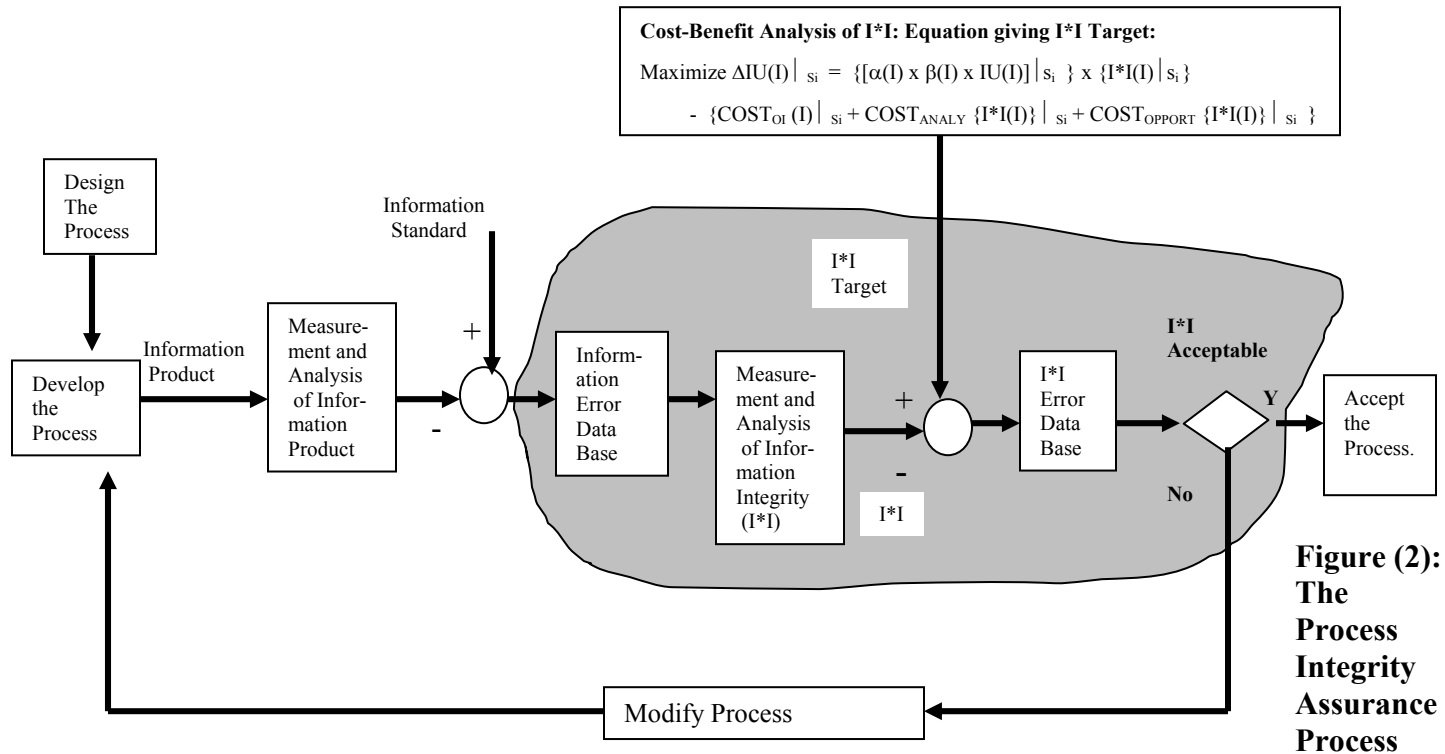 Cost-Benefit Analysis of I*I: Equation giving I*I Target:
Maximize ΔIU(I)| Si = {[α(I) x β(I) x IU(I)]|si } x {I*I(I)|si}
- {COSTOI (I)| Si + COSTANALY {I*I(I)}| Si + COSTOPPORT {I*I(I)}| Si }
Design
The
Process
Information
Standard
I*I
Target
+
Measure-
ment and
Analysis
of Infor-
mation
Product
Information
Product
Develop
the
Process
-
Inform-
ation
Error
Data
Base
Measure-
ment and
Analysis
of Infor-
mation
Integrity
(I*I)
+
-
I*I
I*I
Error
Data
Base
I*I
Acceptable
Y
No
Accept
the
Process.
Modify Process
Figure (2):
The
Process
Integrity
Assurance
Process